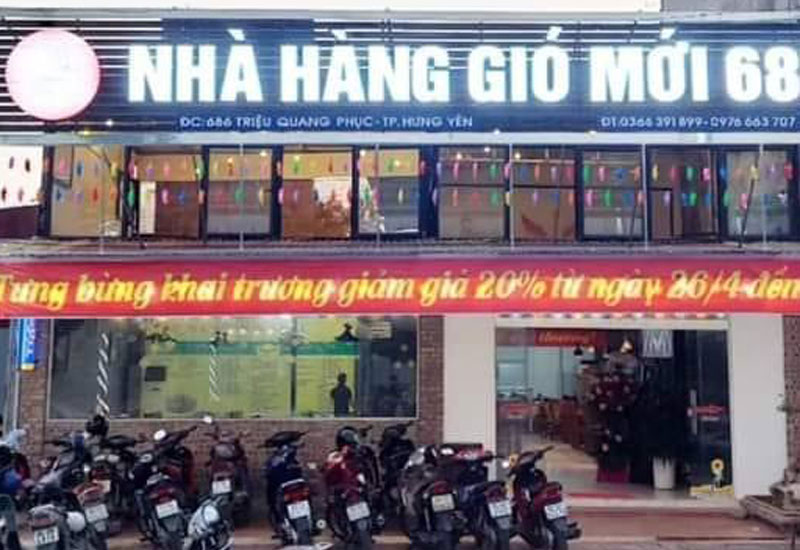 NHÀ HÀNG GIÓ MỚI 68
ĐC: 686 TRIỆU QUANG PHỤC - TP. HƯNG YÊN
ĐT: 0366 391 899 - 0976 663 707
Tưng bừng khai trương giảm giá 20% từ ngày 26/4 đến